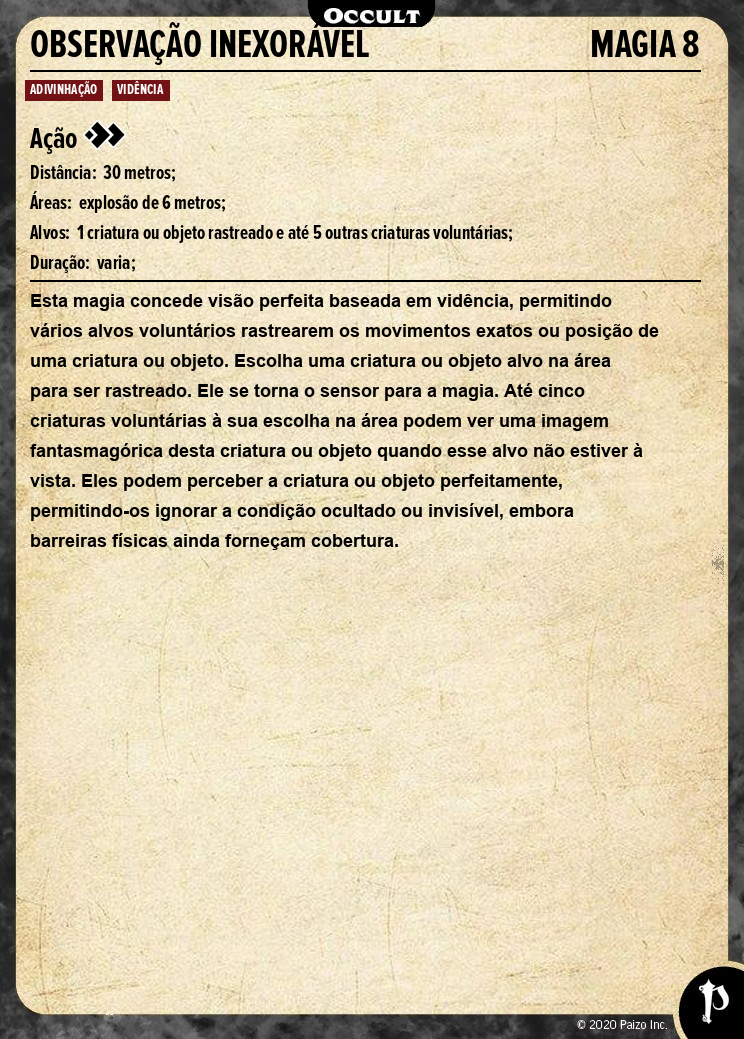 OCCULT
OBSERVAÇÃO INEXORÁVEL MAGIA 8
ADIVINHAÇÃO VIDÊNCIA
Ação
Distância: 30 metros;
Áreas: explosão de 6 metros;
Alvos: 1 criatura ou objeto rastreado e até 5 outras criaturas voluntárias;
Duração: varia;
Esta magia concede visão perfeita baseada em vidência, permitindo
vários alvos voluntários rastrearem os movimentos exatos ou posição de
uma criatura ou objeto. Escolha uma criatura ou objeto alvo na área
para ser rastreado. Ele se torna o sensor para a magia. Até cinco
criaturas voluntárias à sua escolha na área podem ver uma imagem
fantasmagórica desta criatura ou objeto quando esse alvo não estiver à
vista. Eles podem perceber a criatura ou objeto perfeitamente,
permitindo-os ignorar a condição ocultado ou invisível, embora
barreiras físicas ainda forneçam cobertura.
© 2020 Paizo Inc.
P